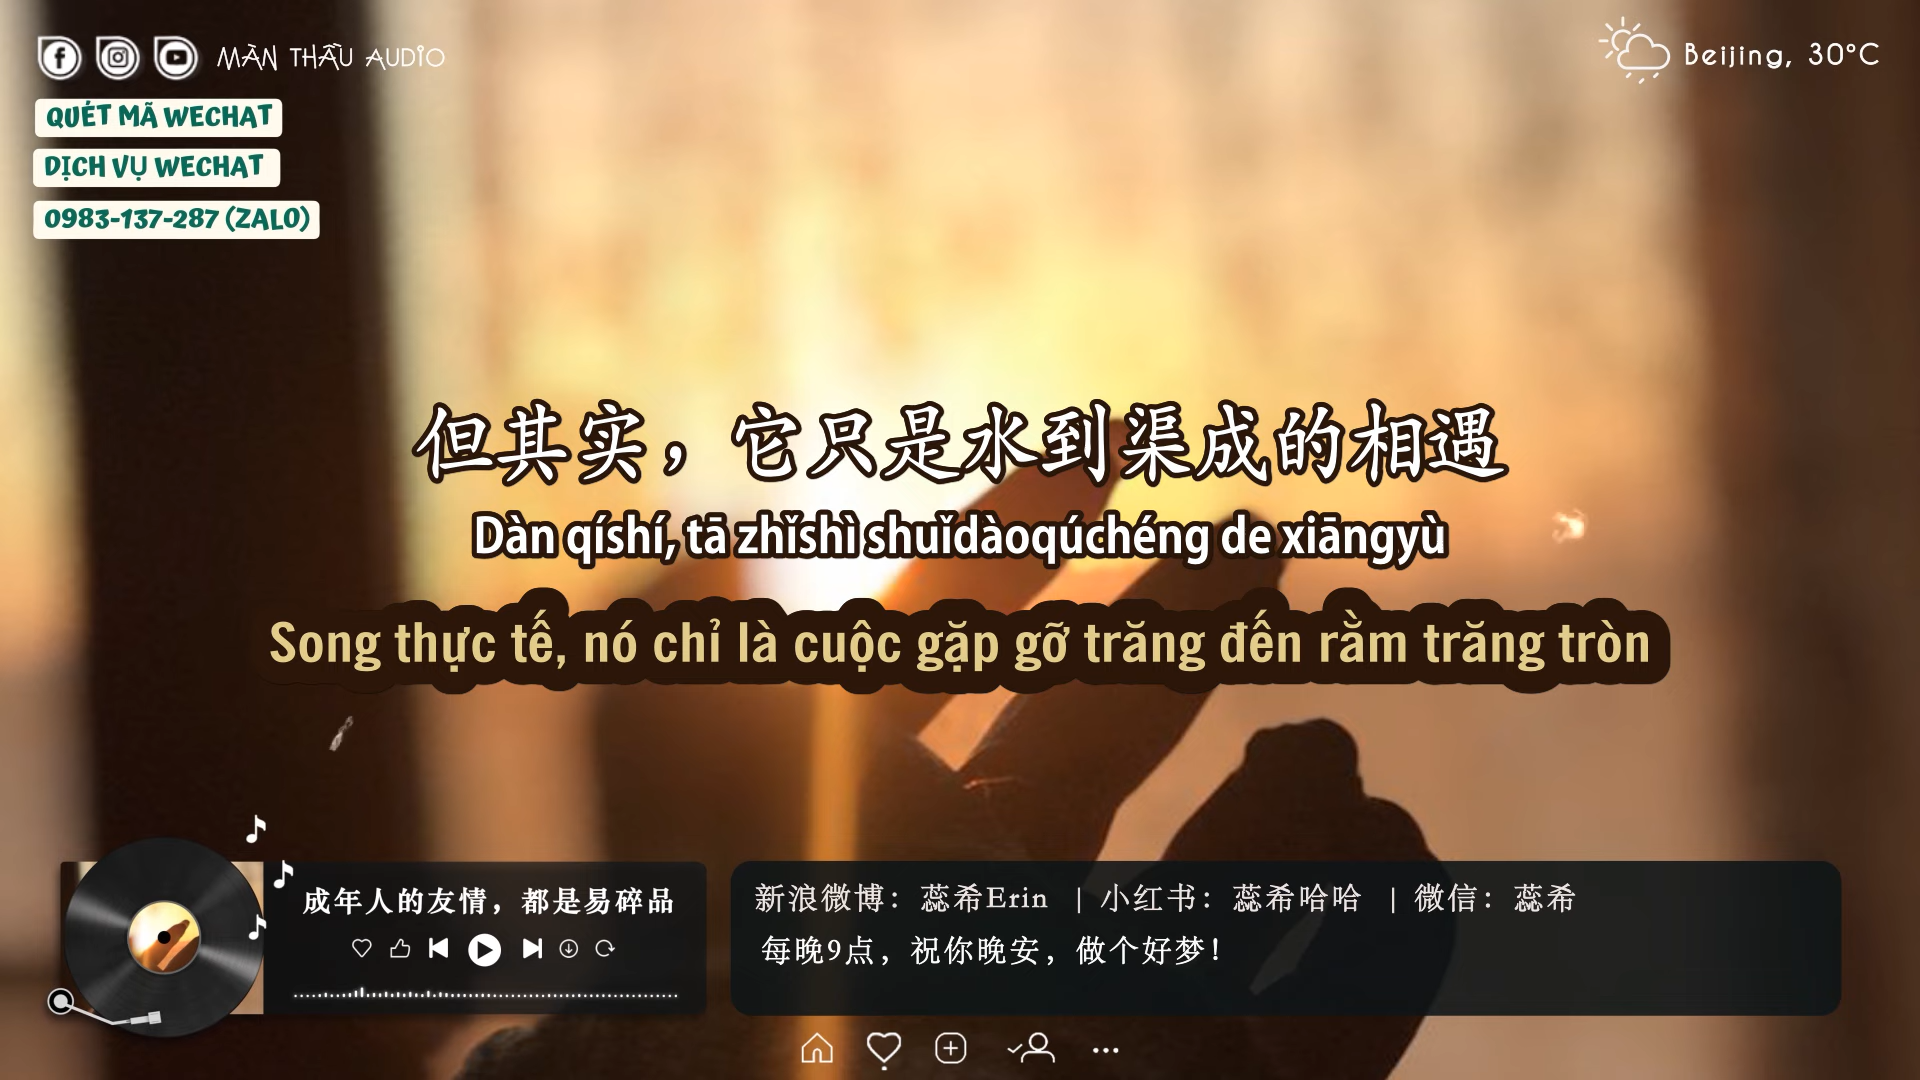 MÀN THẦU AUDIO
Beijing, 30°C
QUÉT MÃ WECHAT
DỊCH VỤ WECHAT
0983-137-287 (ZALO)
但其实，它只是水到渠成的相遇
Dàn qíshí, tā zhǐshì shuǐdàoqúchéng de xiāngyù
Song thực tế, nó chỉ là cuộc gặp gỡ trăng đến rằm trăng tròn
成年人的友情，都是易碎品
新浪微博：蕊希Erin | 小红书：蕊希哈哈 | 微信：蕊希
每晚9点，祝你晚安，做个好梦！